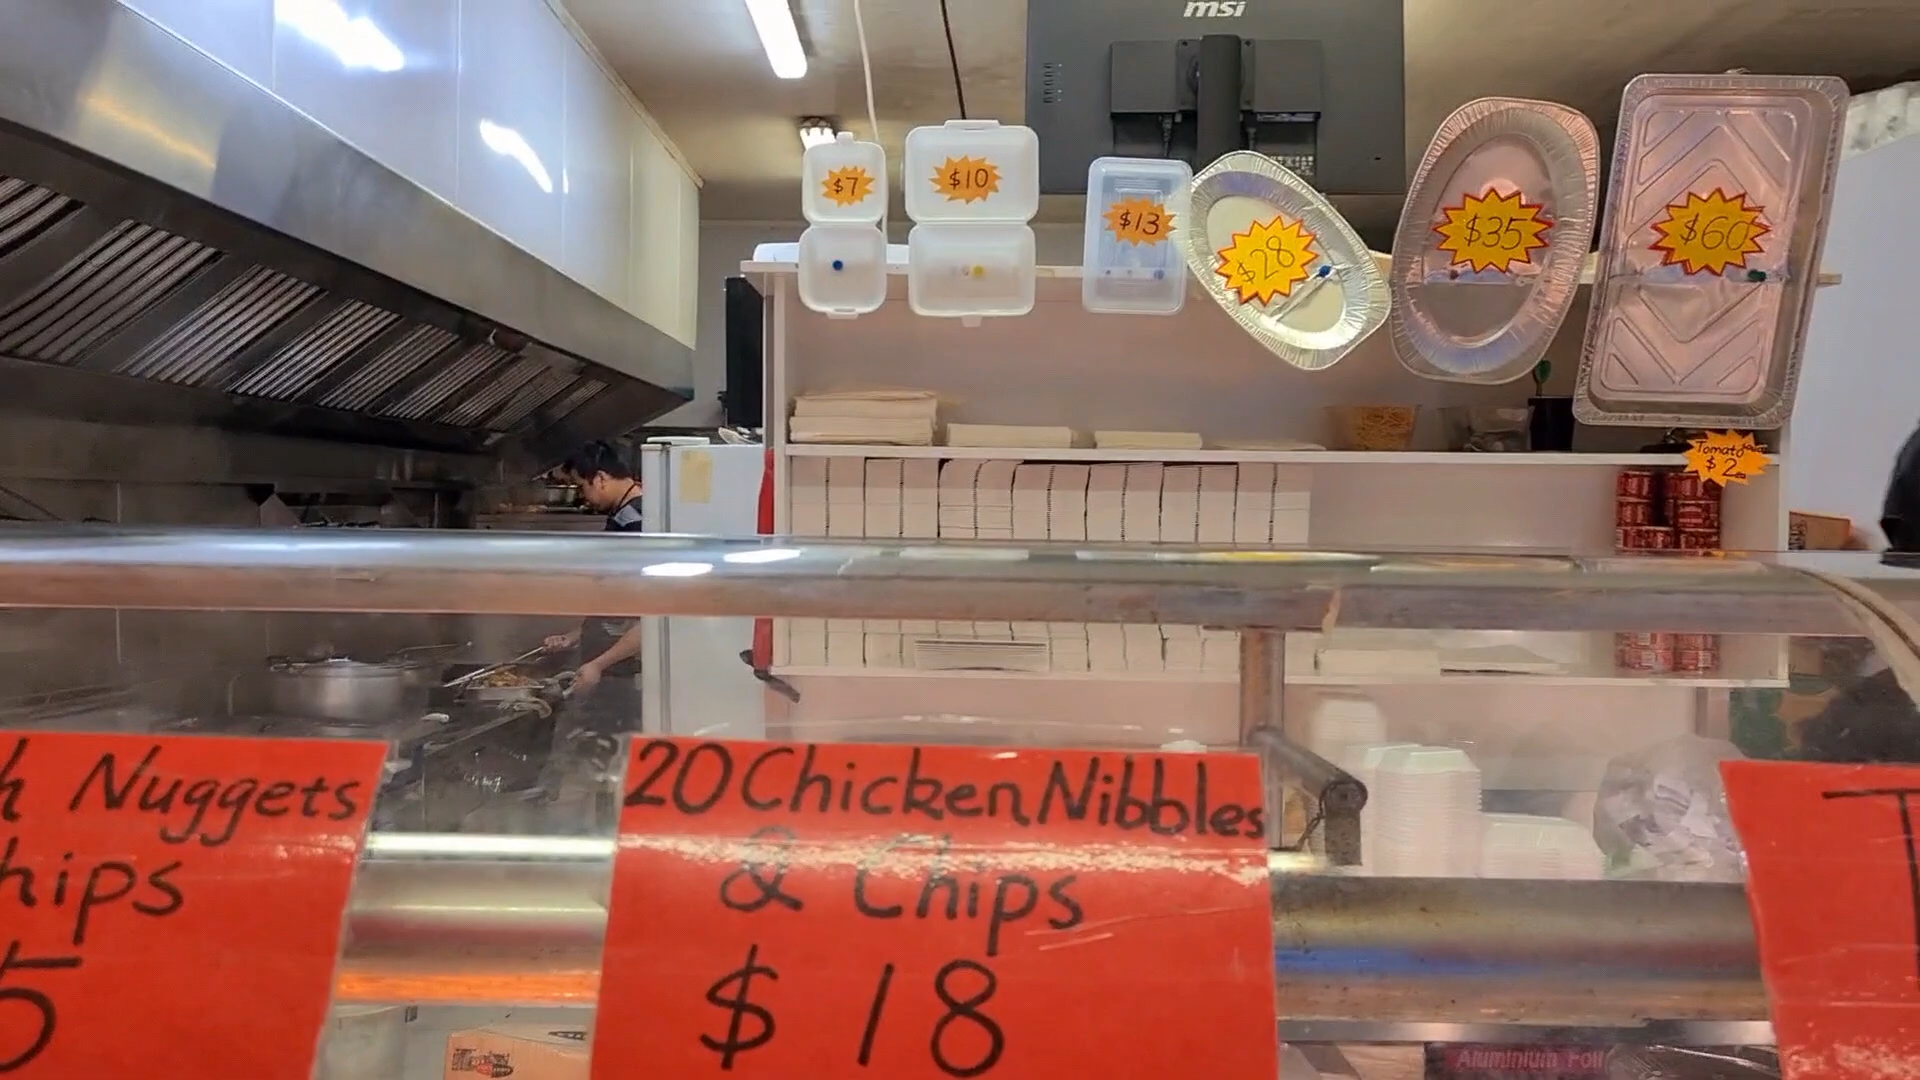 msi
$7
$10
$13
$28
$35
$60
Tomato
$2
h Nuggets
hips
5
20 Chicken Nibbles
& Chips
$ 18
Aluminium Foil